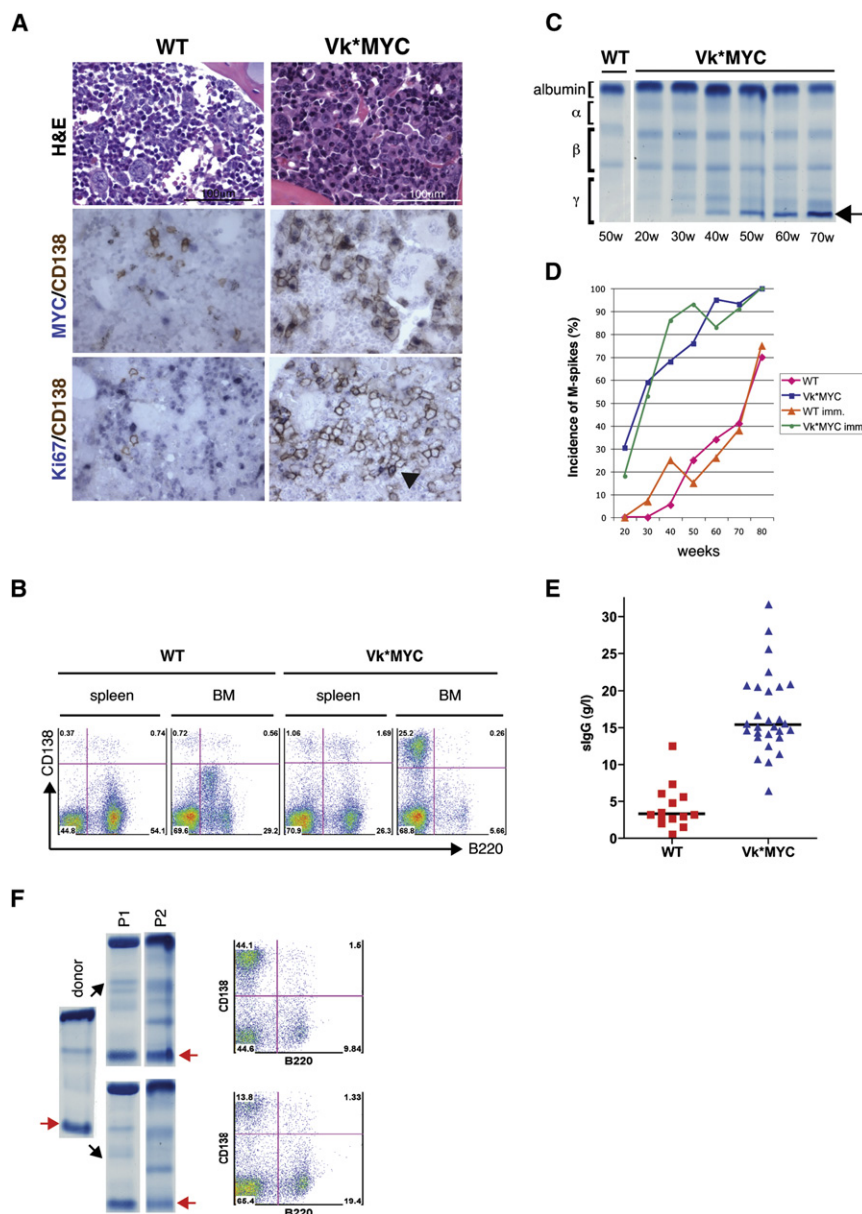 A
WT
Vk*MYC
H&E
100um
100um
MYC/CD138
Ki67/CD138
B
WT
Vk*MYC
spleen
BM
spleen
BM
CD138
0.37
0.74
44.8
54.1
0.72
0.56
69.6
29.2
1.06
1.69
70.9
26.3
25.2
0.26
68.8
5.66
B220
C
WT
Vk*MYC
albumin
α
β
γ
50w
20w
30w
40w
50w
60w
70w
D
Incidence of M-spikes (%)
100
90
80
70
60
50
40
30
20
10
0
20
30
40
50
60
70
80
weeks
WT
Vk*MYC
WT imm.
Vk*MYC imm
E
sIgG (g/l)
30
25
20
15
10
5
0
WT
Vk*MYC
F
donor
P1
P2
CD138
44.1
1.5
44.6
9.84
B220
CD138
13.8
1.33
65.4
19.4
B220